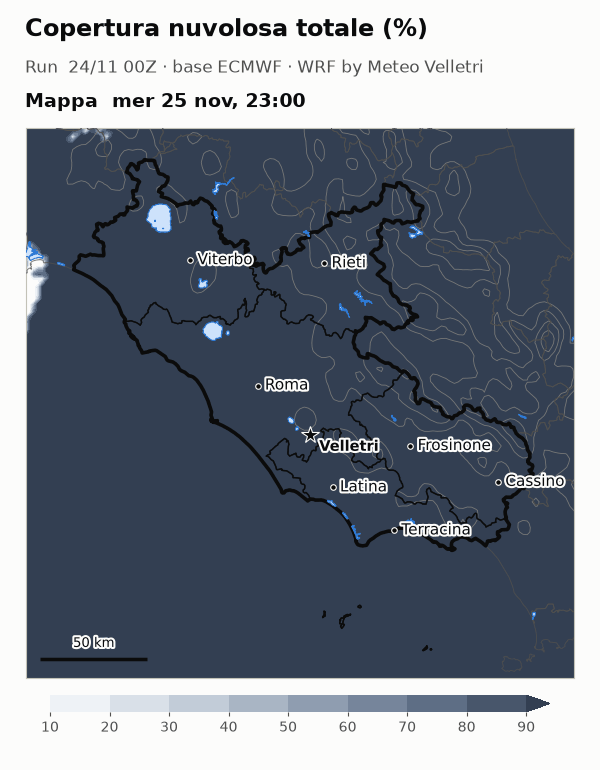 Copertura nuvolosa totale (%)
Run 24/11 00Z · base ECMWF · WRF by Meteo Velletri
Mappa mer 25 nov, 23:00
Viterbo
Rieti
Roma
Velletri
Frosinone
Latina
Cassino
Terracina
50 km
10 20 30 40 50 60 70 80 90